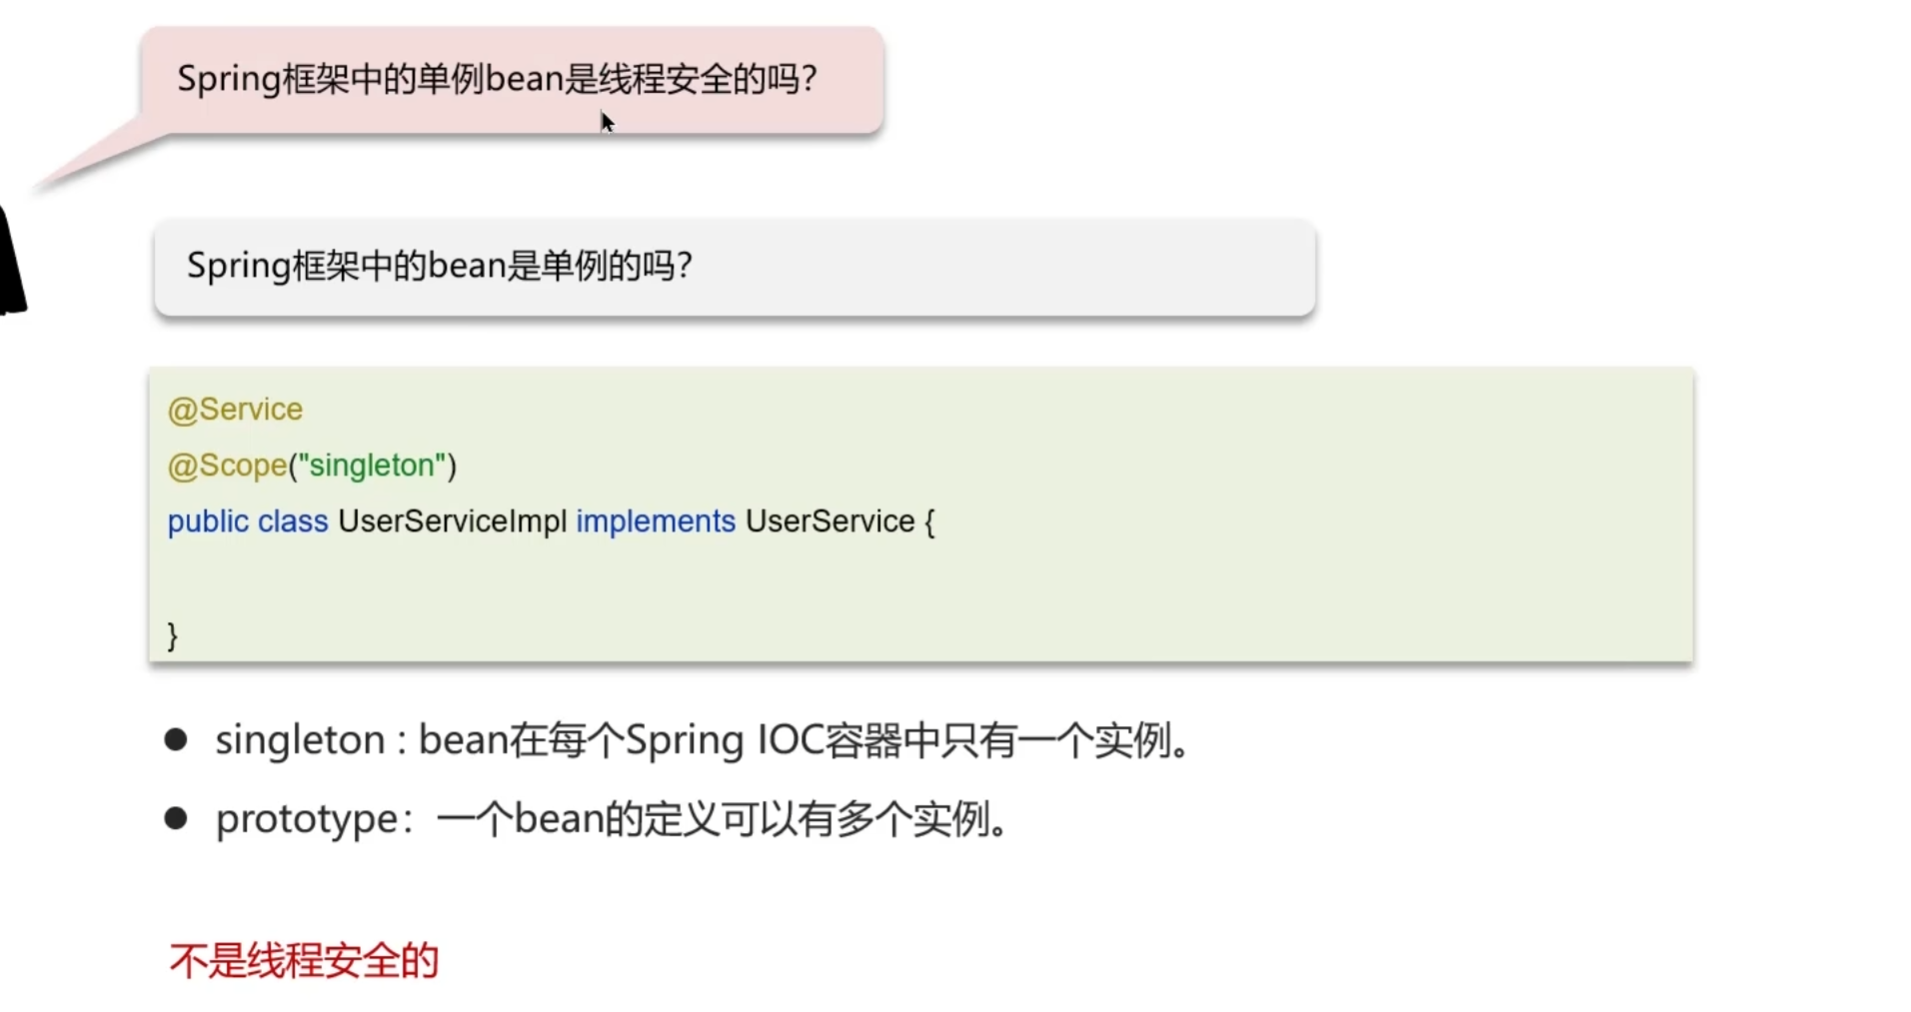 Spring框架中的单例bean是线程安全的吗？
Spring框架中的bean是单例的吗？
@Service
@Scope("singleton")
public class UserServiceImpl implements UserService {
}
● singleton : bean在每个Spring IOC容器中只有一个实例。
● prototype：一个bean的定义可以有多个实例。
不是线程安全的